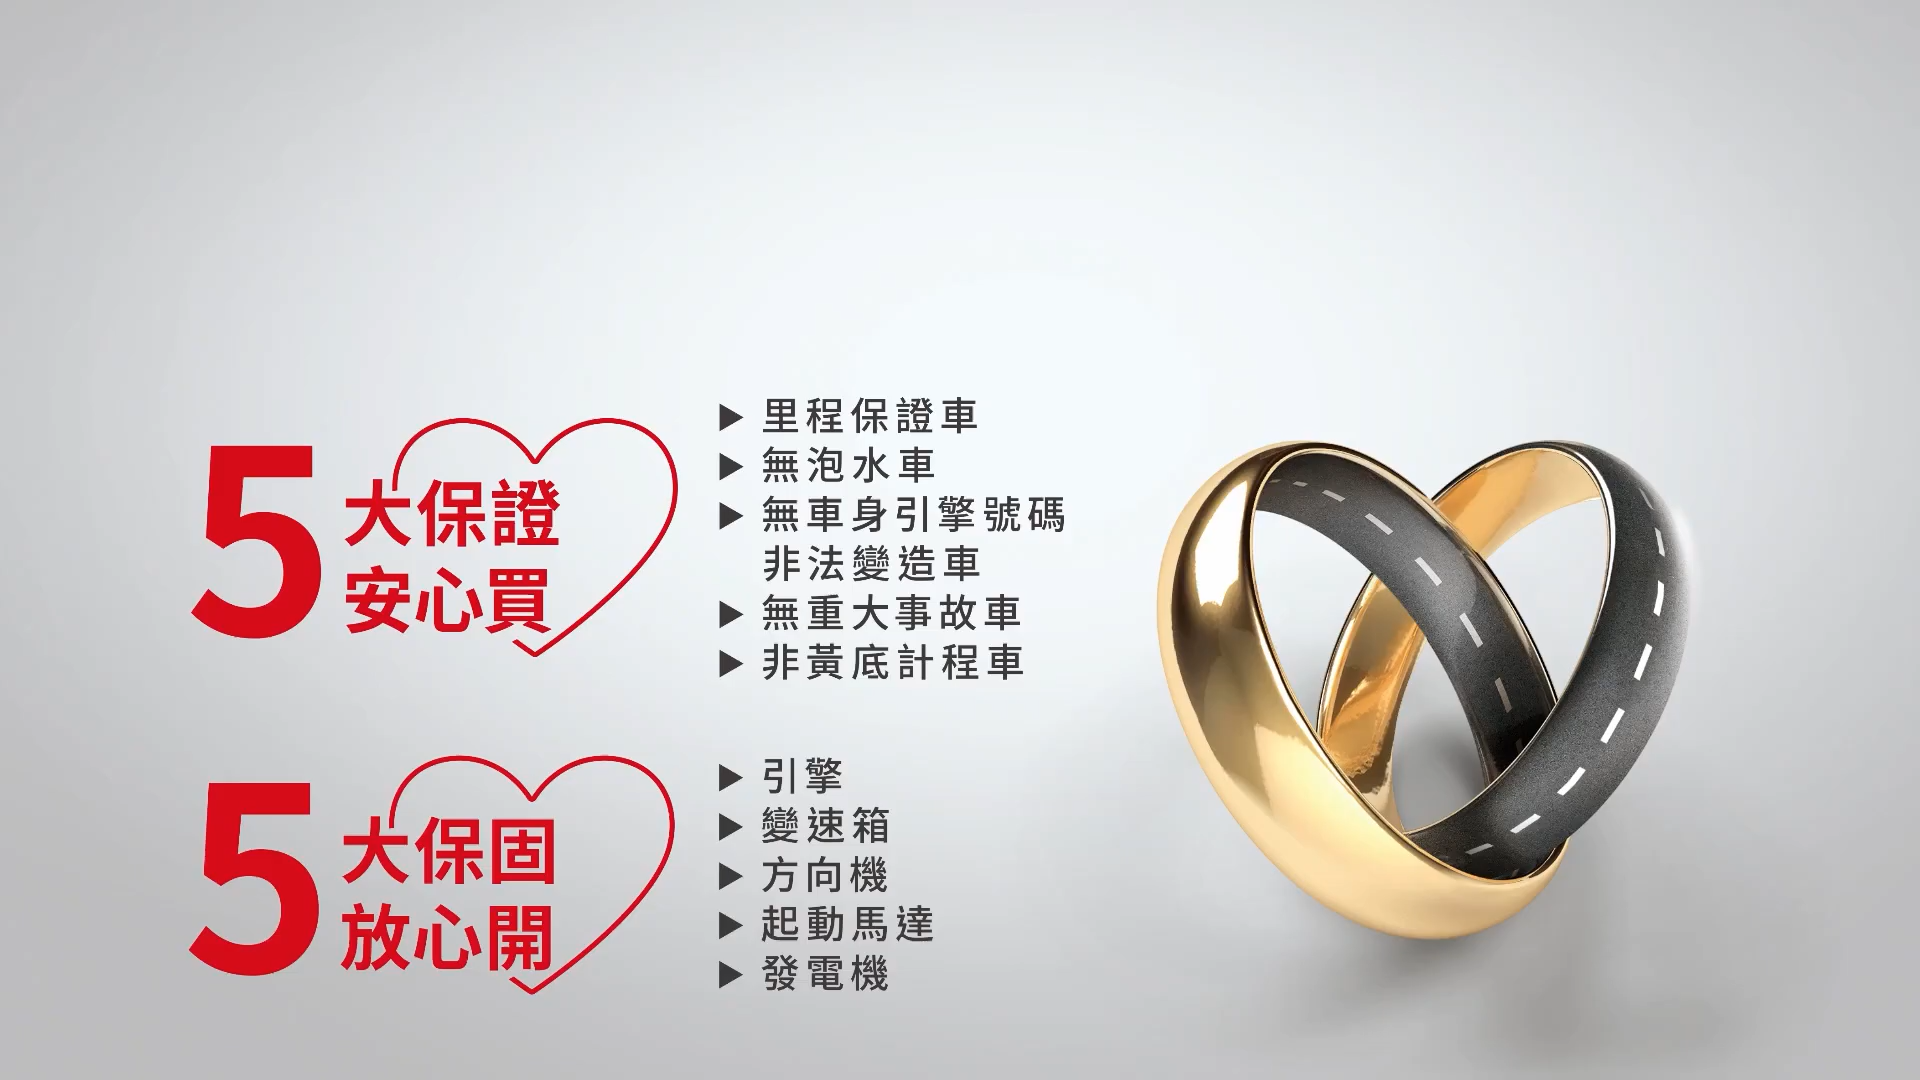 5大保證
安心買
▶ 里程保證車
▶ 無泡水車
▶ 無車身引擎號碼
非法變造車
▶ 無重大事故車
▶ 非黃底計程車
5大保固
放心開
▶ 引擎
▶ 變速箱
▶ 方向機
▶ 起動馬達
▶ 發電機